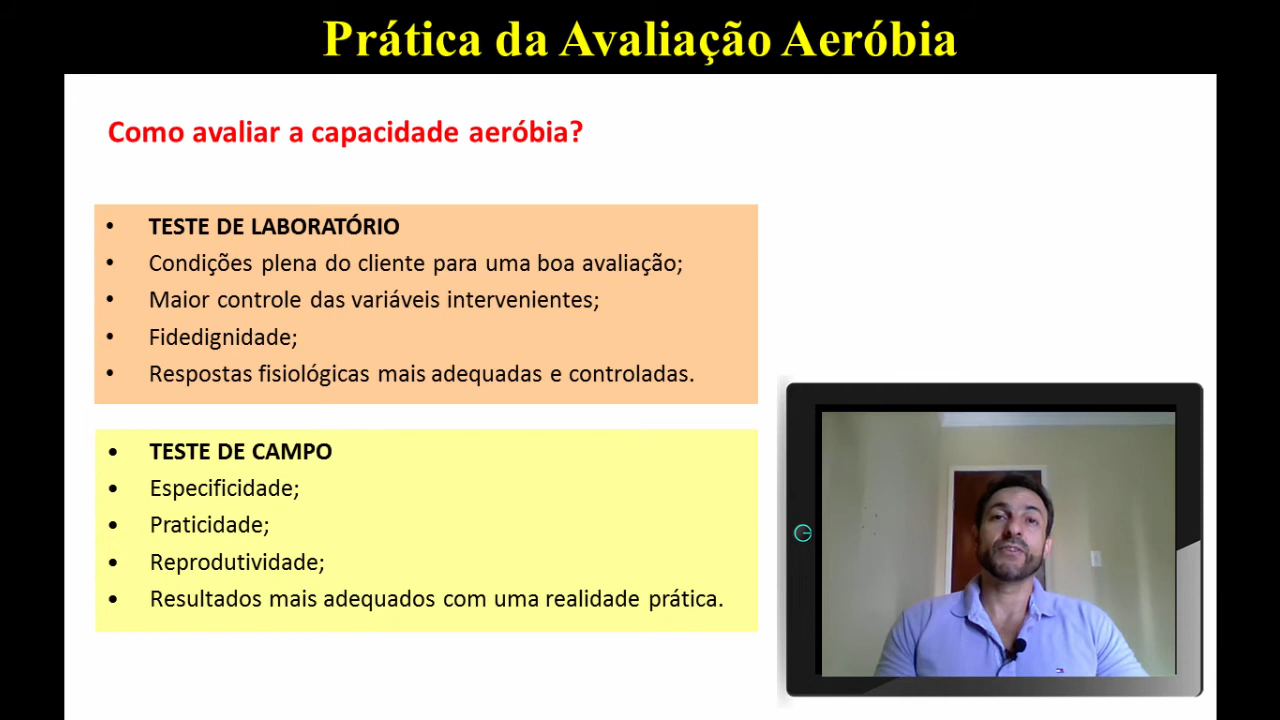 Prática da Avaliação Aeróbia
Como avaliar a capacidade aeróbia?
• TESTE DE LABORATÓRIO
• Condições plena do cliente para uma boa avaliação;
• Maior controle das variáveis intervenientes;
• Fidedignidade;
• Respostas fisiológicas mais adequadas e controladas.
• TESTE DE CAMPO
• Especificidade;
• Praticidade;
• Reprodutividade;
• Resultados mais adequados com uma realidade prática.